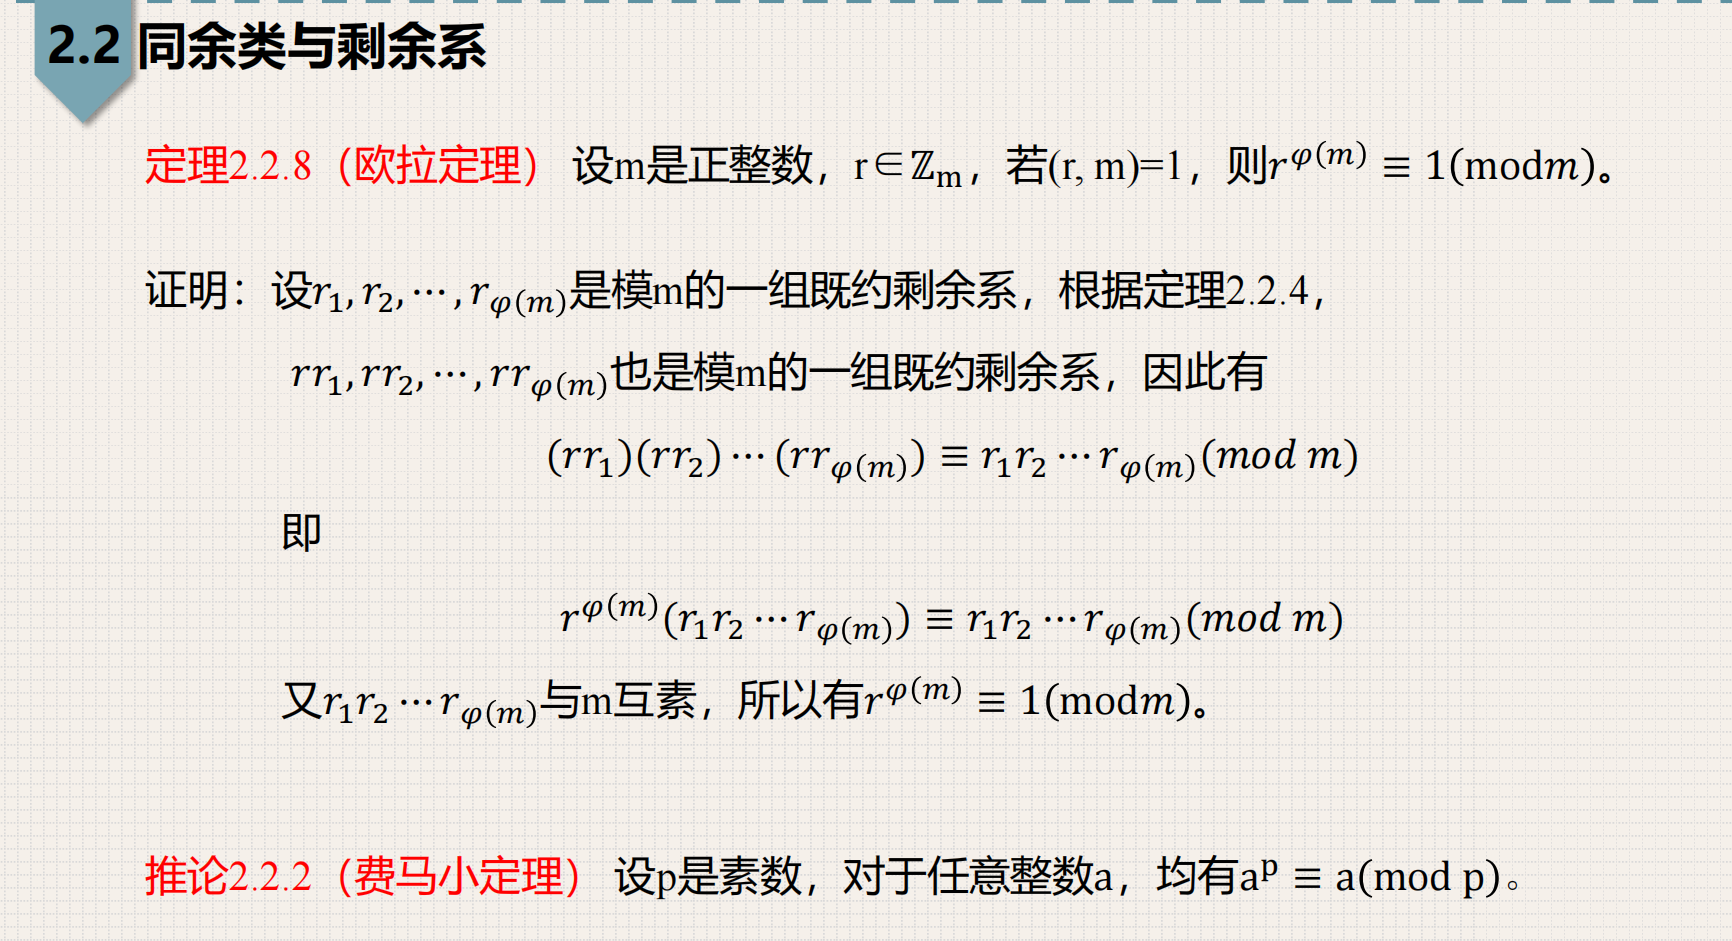 2.2 同余类与剩余系
定理2.2.8（欧拉定理） 设m是正整数，r∈ℤₘ，若(r, m)=1，则$r^{\varphi(m)} \equiv 1(\mathrm{mod}m)$。
证明：设$r_1, r_2, \cdots, r_{\varphi(m)}$是模m的一组既约剩余系，根据定理2.2.4，
$rr_1, rr_2, \cdots, rr_{\varphi(m)}$也是模m的一组既约剩余系，因此有
$(rr_1)(rr_2) \cdots (rr_{\varphi(m)}) \equiv r_1r_2 \cdots r_{\varphi(m)}(mod\ m)$
即
$r^{\varphi(m)}(r_1r_2 \cdots r_{\varphi(m)}) \equiv r_1r_2 \cdots r_{\varphi(m)}(mod\ m)$
又$r_1r_2 \cdots r_{\varphi(m)}$与m互素，所以有$r^{\varphi(m)} \equiv 1(\mathrm{mod}m)$。
推论2.2.2（费马小定理） 设p是素数，对于任意整数a，均有$a^p \equiv a(\mathrm{mod}\ p)$。